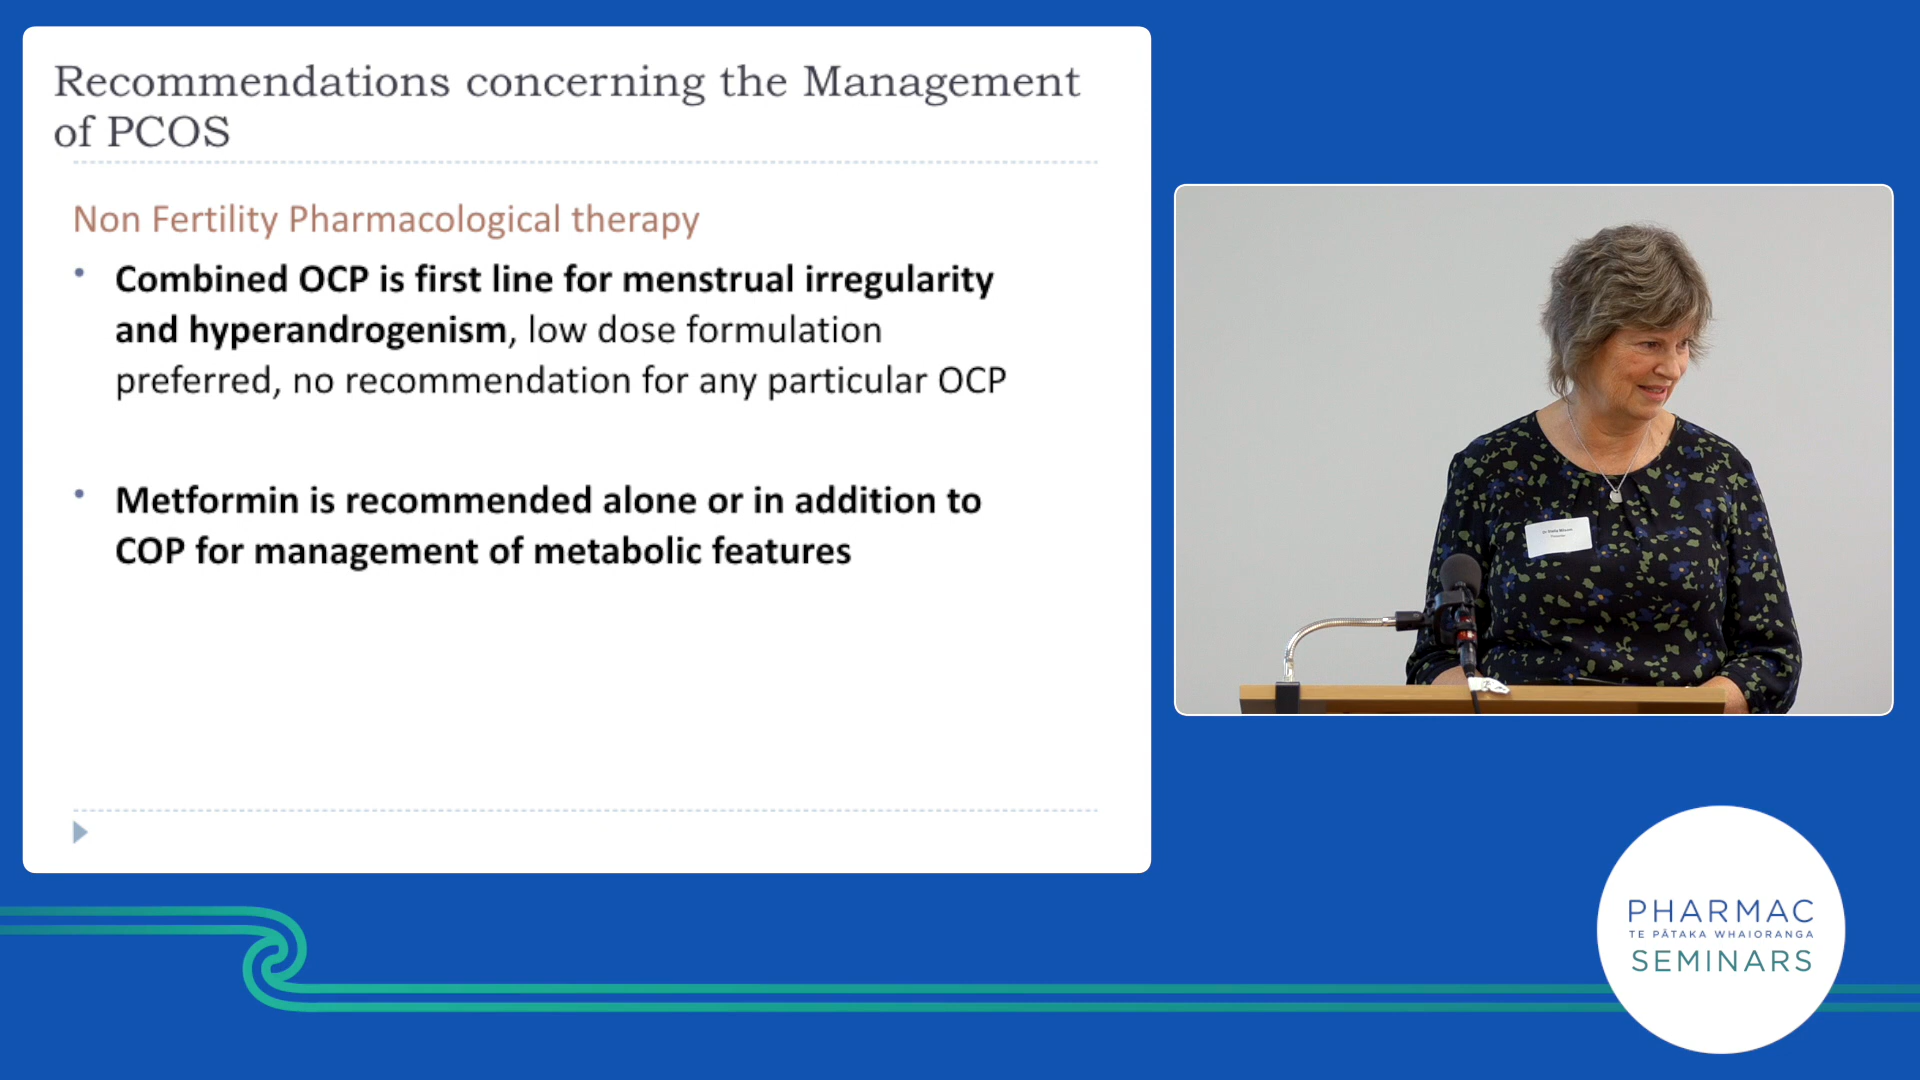 Recommendations concerning the Management
of PCOS
Non Fertility Pharmacological therapy
• Combined OCP is first line for menstrual irregularity
and hyperandrogenism, low dose formulation
preferred, no recommendation for any particular OCP
• Metformin is recommended alone or in addition to
COP for management of metabolic features
PHARMAC
TE PĀTAKA WHAIORANGA
SEMINARS